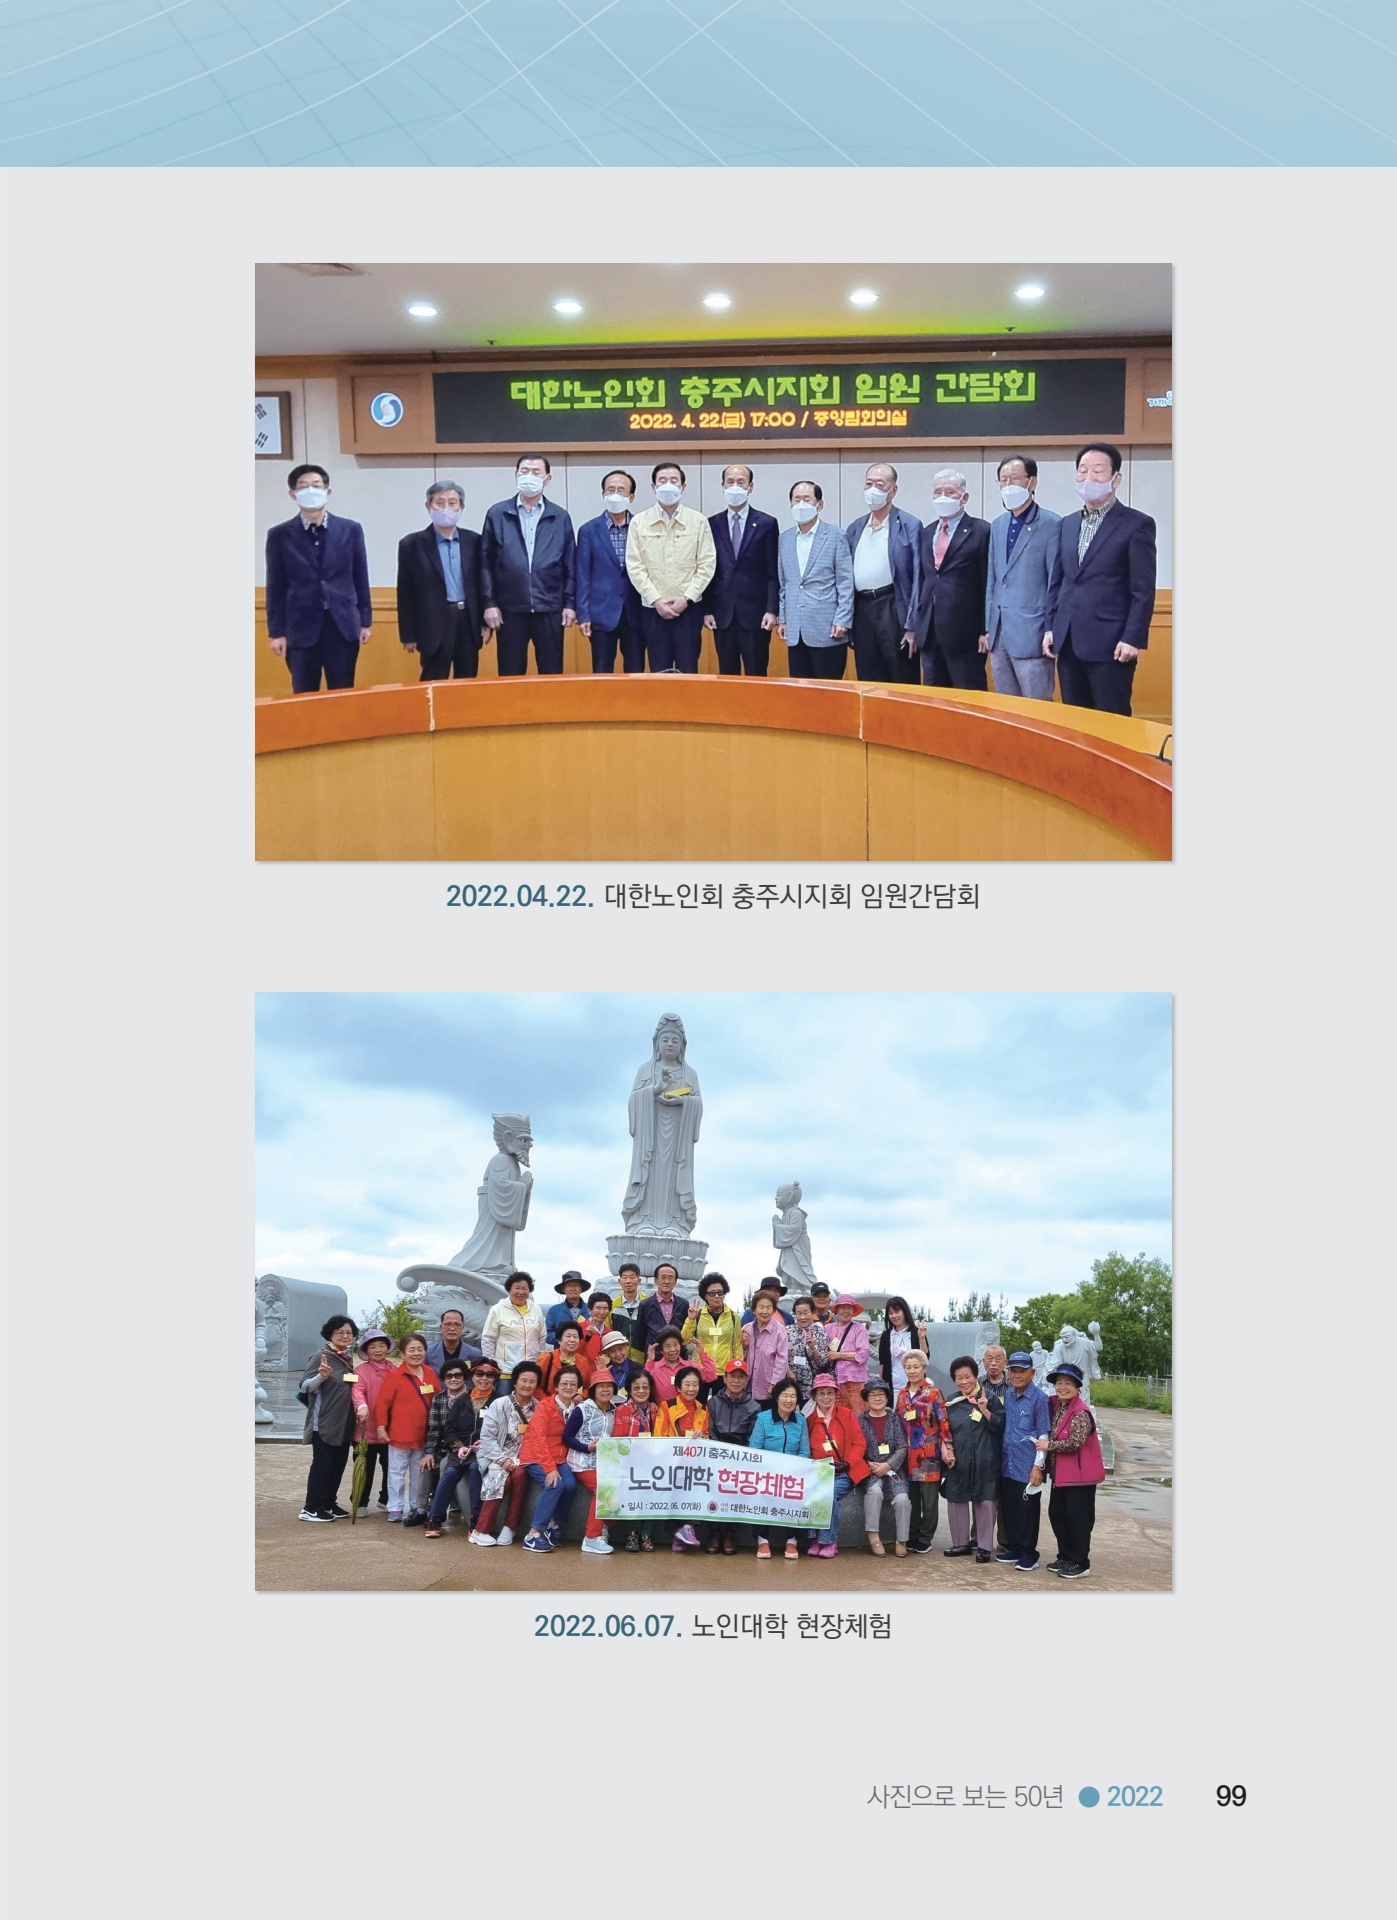 대한노인회 충주시지회 임원 간담회
2022. 4. 22.(금) 17:00 / 중앙탑회의실
2022.04.22. 대한노인회 충주시지회 임원간담회
제40기 충주시 지회
노인대학 현장체험
• 일시 : 2022. 06. 07(화) 대한노인회 충주시지회
2022.06.07. 노인대학 현장체험
사진으로 보는 50년 ● 2022 99